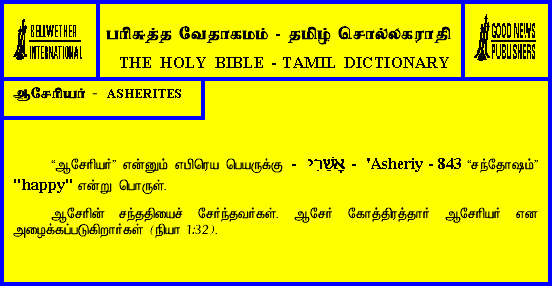 BELLWETHER
INTERNATIONAL
பரிசுத்த வேதாகமம் - தமிழ் சொல்லகராதி
THE HOLY BIBLE - TAMIL DICTIONARY
GOOD NEWS
PUBLISHERS
ஆசேரியர் - ASHERITES
“ஆசேரியர்” என்னும் எபிரெய பெயருக்கு - אָשֵׁרִי - 'Asheriy - 843 “சந்தோஷம்”
"happy" என்று பொருள்.
ஆசேரின் சந்ததியைச் சேர்ந்தவர்கள். ஆசேர் கோத்திரத்தார் ஆசேரியர் என
அழைக்கப்படுகிறார்கள் (நியா 1:32).